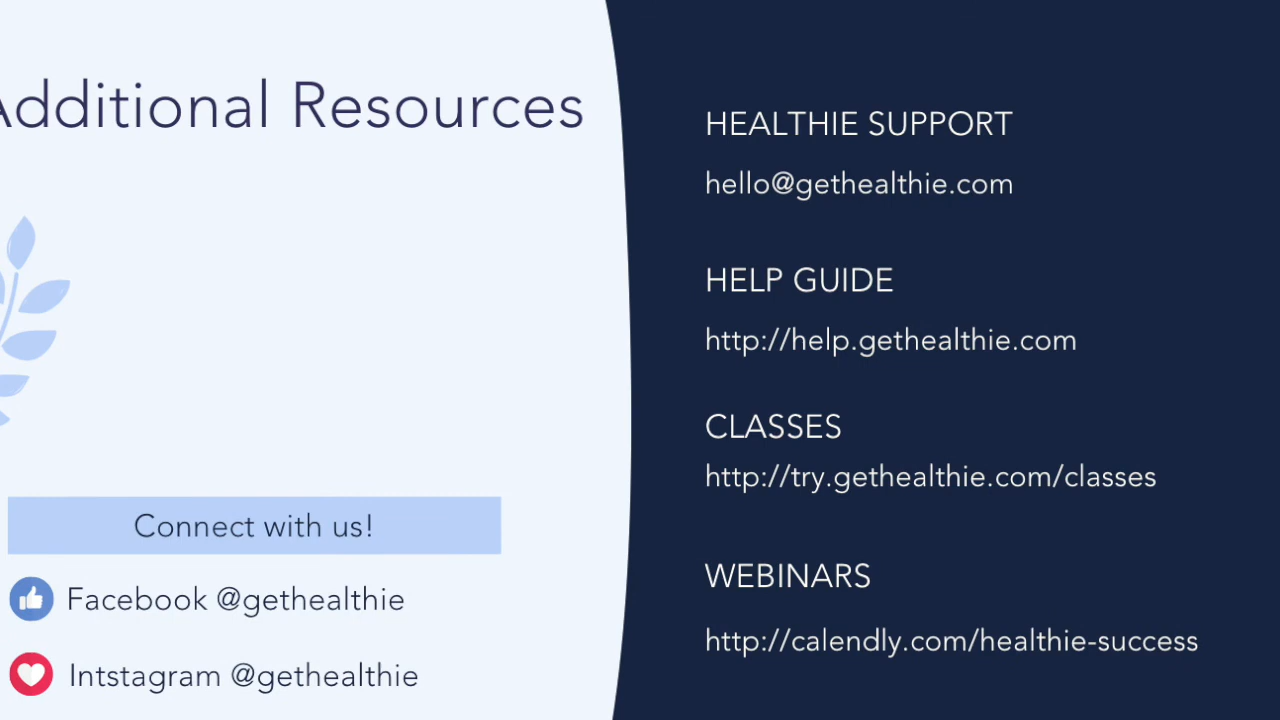 Additional Resources
Connect with us!
Facebook @gethealthie
Intstagram @gethealthie
HEALTHIE SUPPORT
hello@gethealthie.com
HELP GUIDE
http://help.gethealthie.com
CLASSES
http://try.gethealthie.com/classes
WEBINARS
http://calendly.com/healthie-success